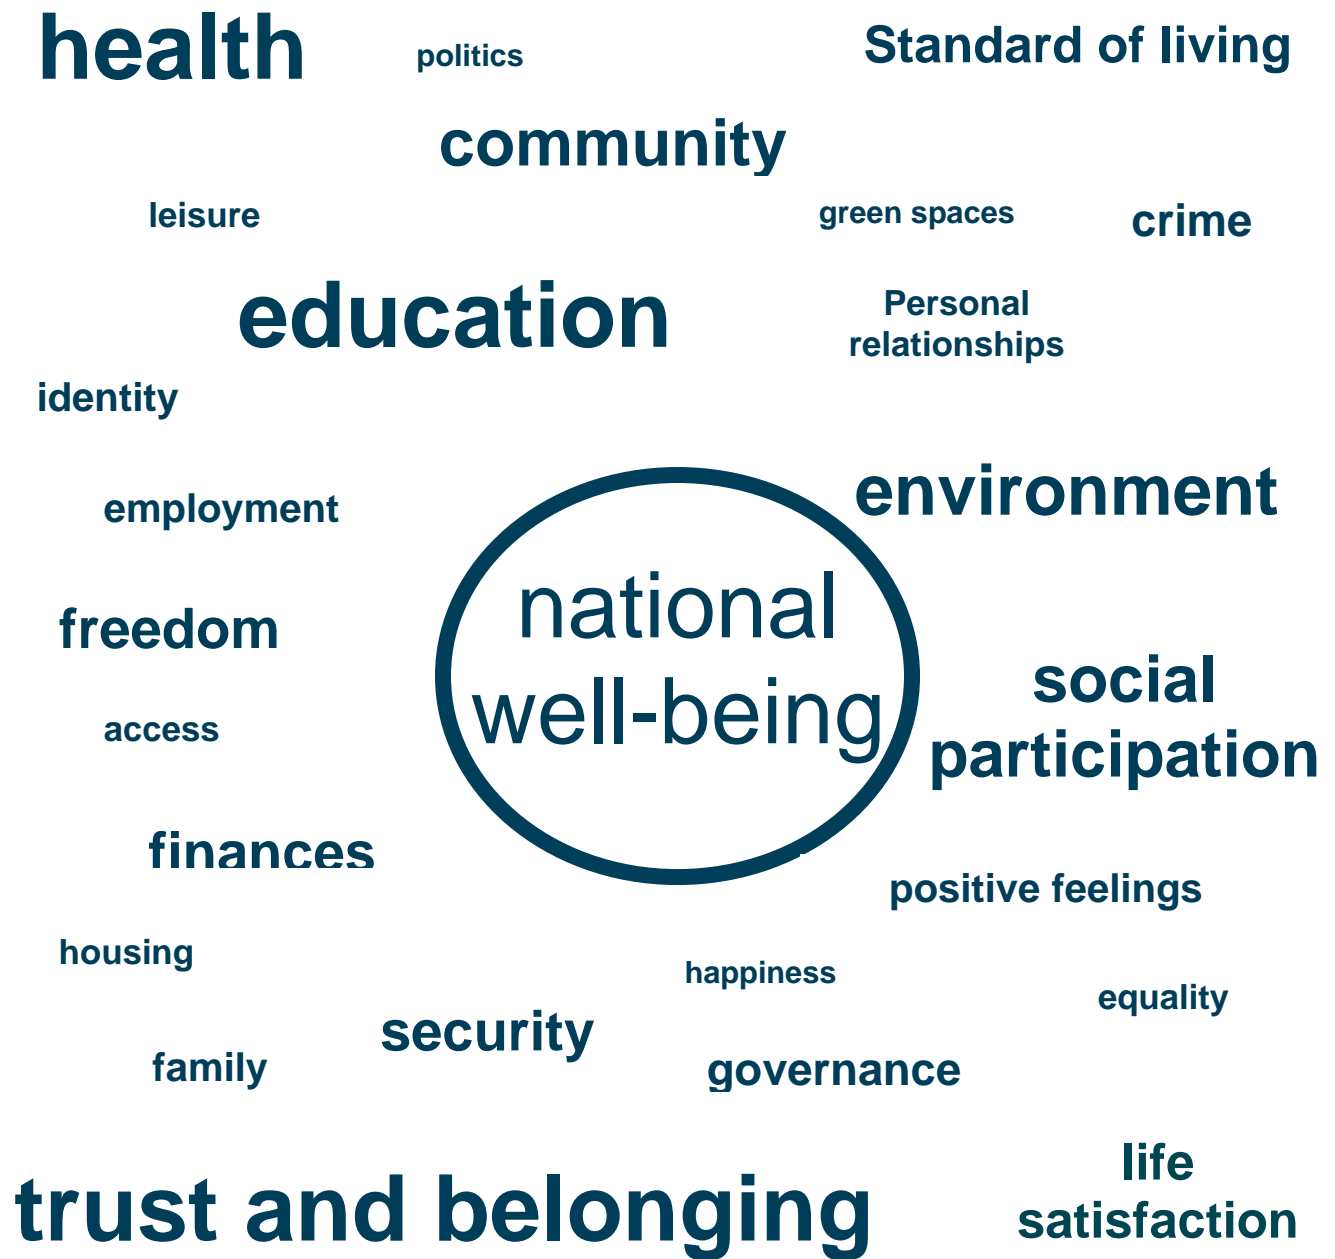 health
politics
Standard of living
community
leisure
green spaces
crime
education
Personal
relationships
identity
environment
employment
national
well-being
freedom
social
participation
access
finances
positive feelings
housing
happiness
equality
security
family
governance
trust and belonging
life
satisfaction